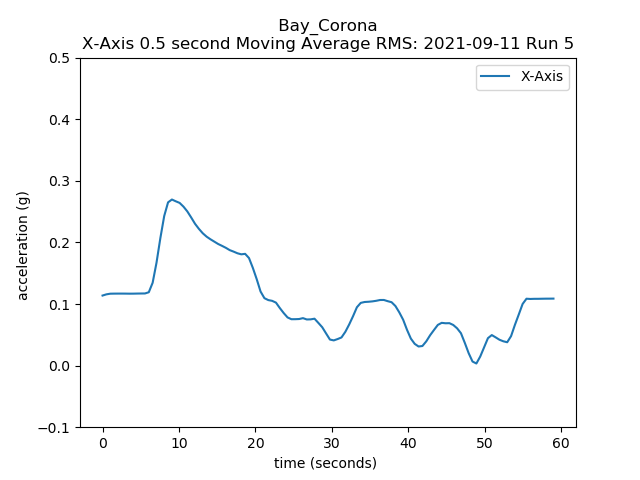 Bay_Corona
X-Axis 0.5 second Moving Average RMS: 2021-09-11 Run 5
X-Axis
0.5
0.4
0.3
0.2
0.1
0.0
−0.1
acceleration (g)
0 10 20 30 40 50 60
time (seconds)